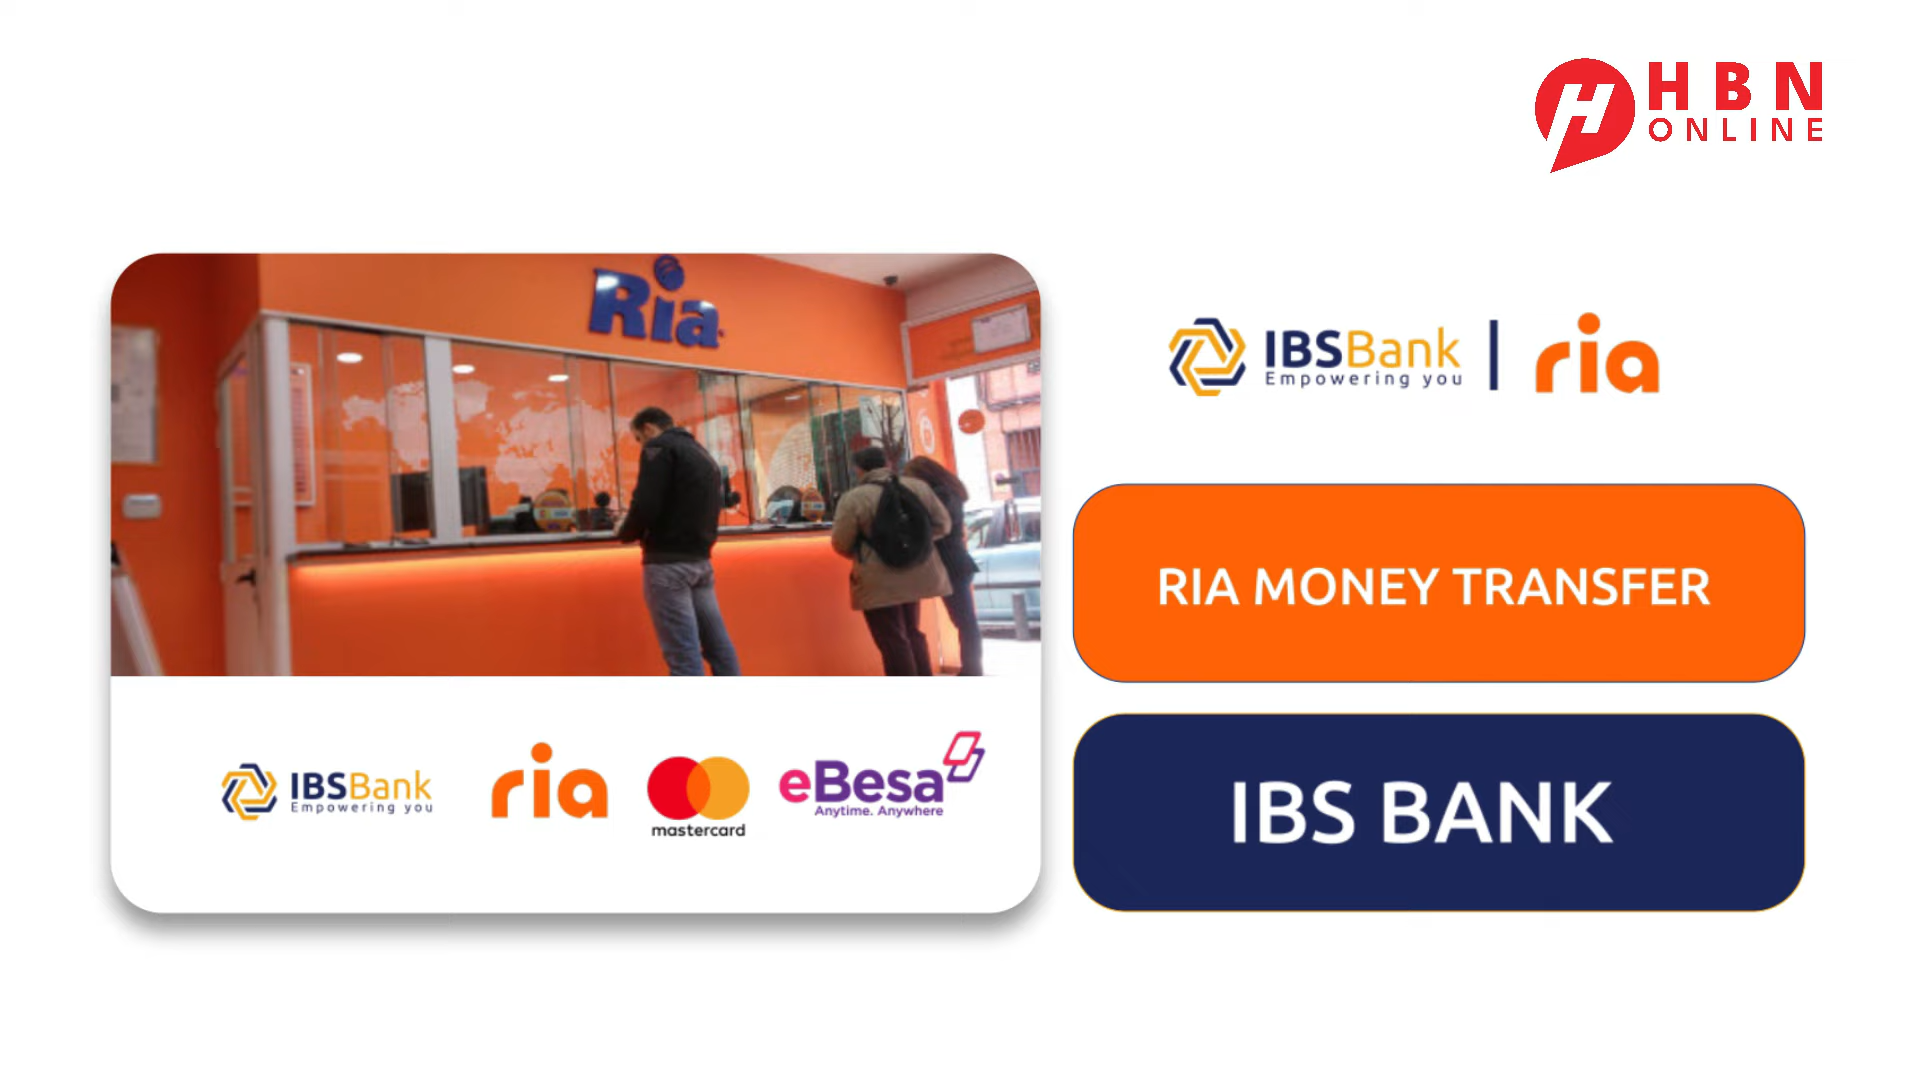 HBN
ONLINE
Ria
IBSBank
Empowering you
ria
RIA MONEY TRANSFER
IBS BANK
IBSBank
Empowering you
ria
mastercard
eBesa
Anytime. Anywhere